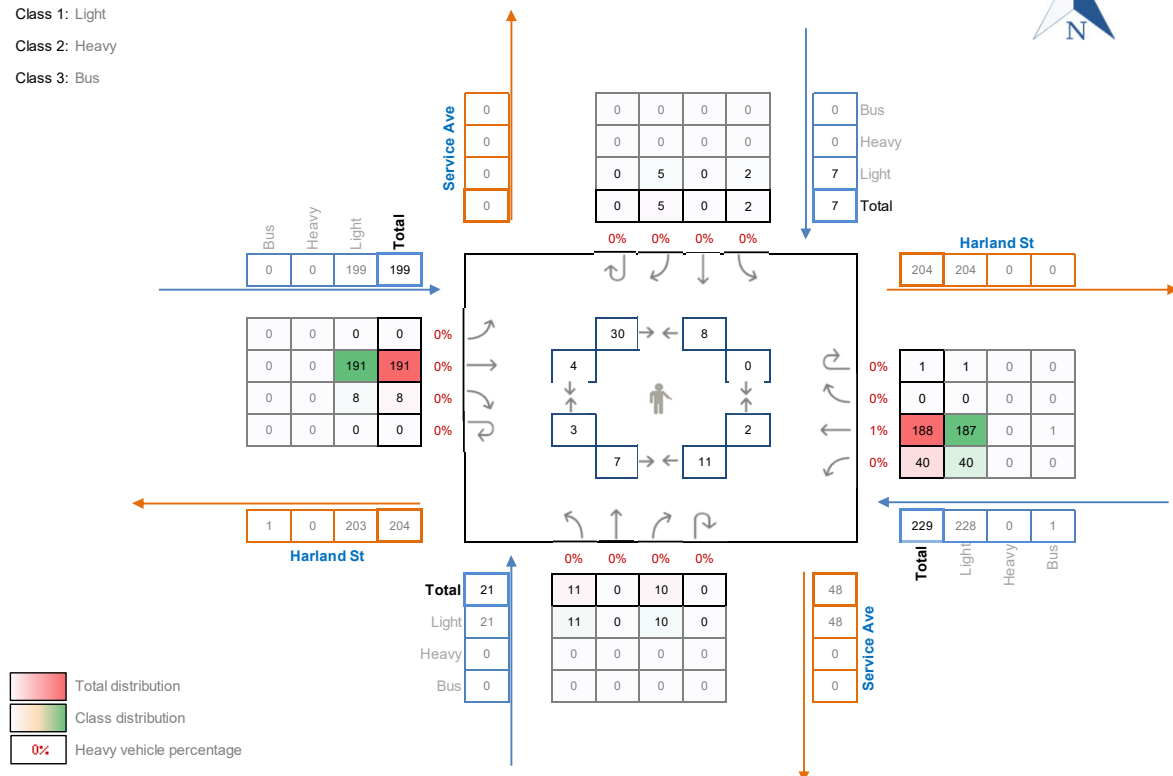 Class 1: Light
N
Class 2: Heavy
Class 3: Bus
Service Ave
0
0
0
0
0 0 0 0
0 0 0 0
0 5 0 2
0 5 0 2
0% 0% 0% 0%
0 Bus
0 Heavy
7 Light
7 Total
Bus Heavy Light Total
0 0 199 199
Harland St
204 204 0 0
0 0 0 0 0%
0 0 191 191 0%
0 0 8 8 0%
0 0 0 0 0%
30 8
4 0
3 2
7 11
0% 1 1 0 0
0% 0 0 0 0
1% 188 187 0 1
0% 40 40 0 0
1 0 203 204
Harland St
229 228 0 1
Total Light Heavy Bus
0% 0% 0% 0%
Total 21
Light 21
Heavy 0
Bus 0
11 0 10 0
11 0 10 0
0 0 0 0
0 0 0 0
48
48
0
0
Service Ave
Total distribution
Class distribution
0% Heavy vehicle percentage